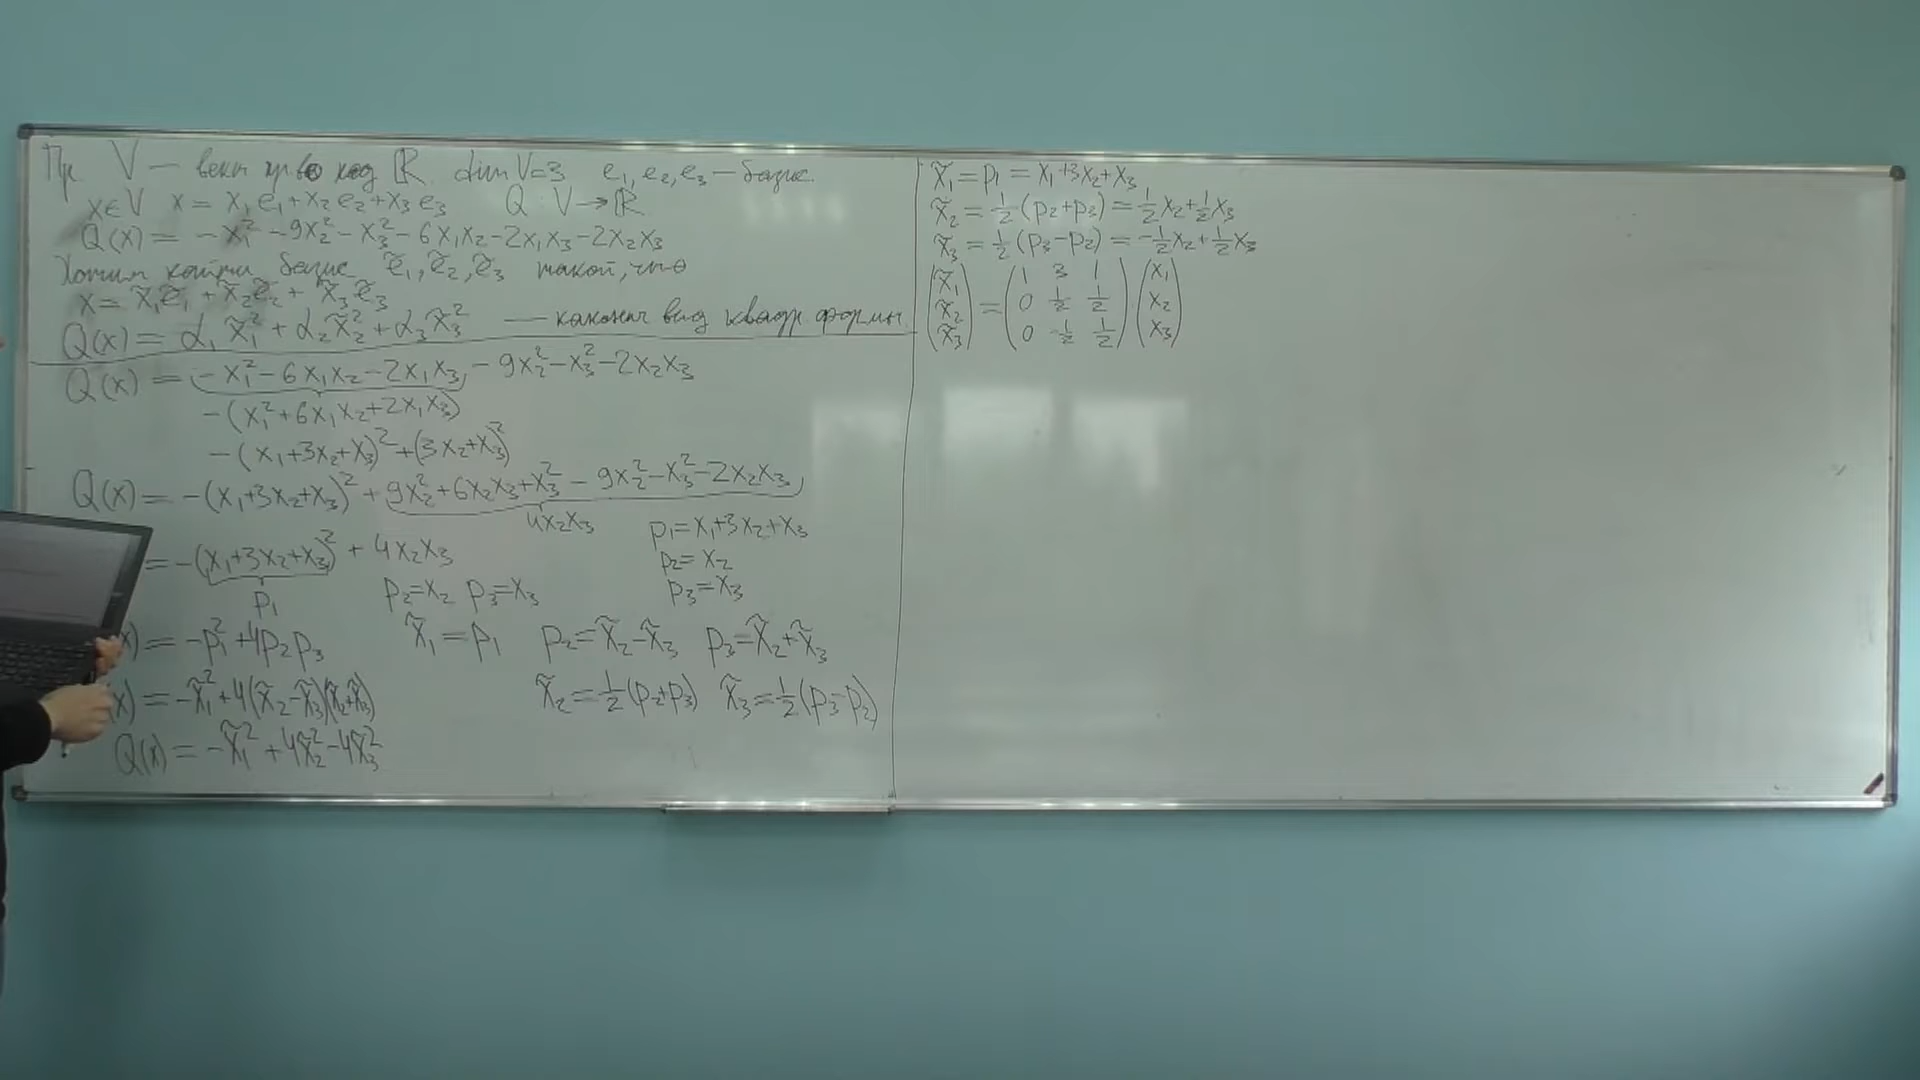 Пр. V — вект пр-во над ℝ. dim V=3 e₁, e₂, e₃ — базис.
x∈V x = x₁e₁+x₂e₂+x₃e₃ Q: V→ℝ
Q(x) = -x₁² -9x₂² -x₃² -6x₁x₂-2x₁x₃-2x₂x₃
Хотим найти базис ẽ₁, ẽ₂, ẽ₃ такой, что
x = x̃₁ẽ₁ + x̃₂ẽ₂ + x̃₃ẽ₃
Q(x) = α₁x̃₁² + α₂x̃₂² + α₃x̃₃² — канонич вид квадр. формы.
Q(x) = -x₁²-6x₁x₂-2x₁x₃ -9x₂²-x₃²-2x₂x₃
-(x₁²+6x₁x₂+2x₁x₃)
-(x₁+3x₂+x₃)²+(3x₂+x₃)²
Q(x) = -(x₁+3x₂+x₃)² + 9x₂²+6x₂x₃+x₃² - 9x₂²-x₃²-2x₂x₃
4x₂x₃
p₁=x₁+3x₂+x₃
p₂=x₂
p₃=x₃
= -(x₁+3x₂+x₃)² + 4x₂x₃
p₁ p₂=x₂ p₃=x₃
x) = -p₁²+4p₂p₃ x̃₁=p₁ p₂=x̃₂-x̃₃ p₃=x̃₂+x̃₃
x) = -x̃₁²+4(x̃₂-x̃₃)(x̃₂+x̃₃) x̃₂=½(p₂+p₃) x̃₃=½(p₃-p₂)
Q(x) = -x̃₁² + 4x̃₂²-4x̃₃²
x̃₁ = p₁ = x₁+3x₂+x₃
x̃₂ = ½(p₂+p₃) = ½x₂+½x₃
x̃₃ = ½(p₃-p₂) = -½x₂+½x₃
(x̃₁) (1 3 1) (x₁)
(x̃₂) = (0 ½ ½) (x₂)
(x̃₃) (0 -½ ½) (x₃)